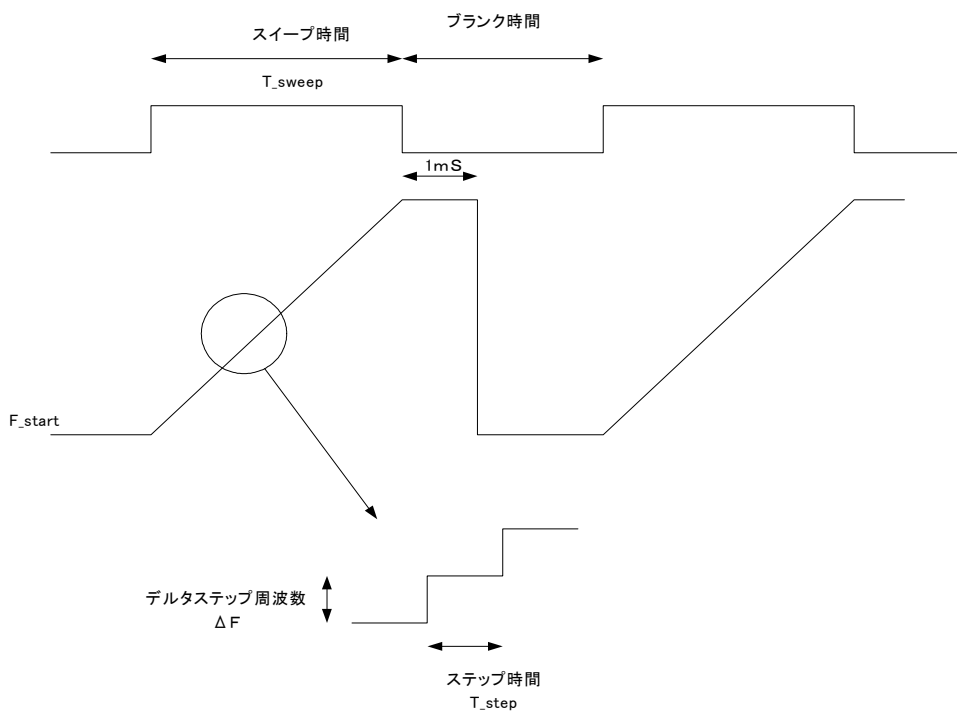 スイープ時間
ブランク時間
T_sweep
1mS
F_start
デルタステップ周波数
ΔF
ステップ時間
T_step